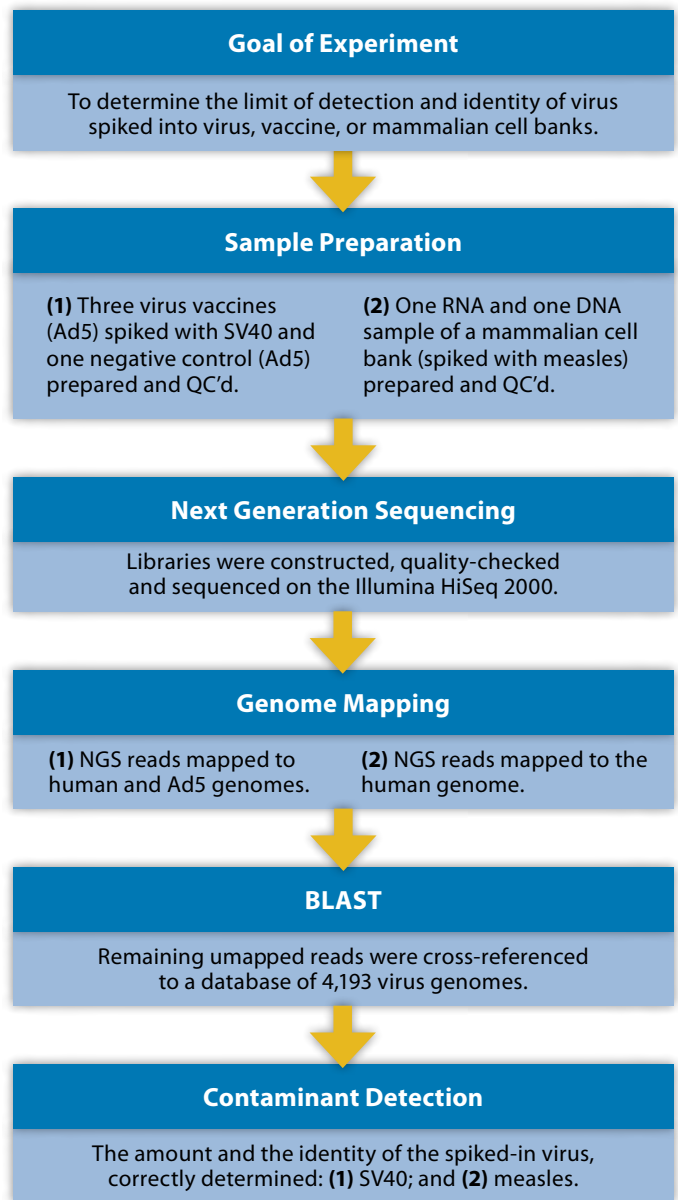 Goal of Experiment
To determine the limit of detection and identity of virus
spiked into virus, vaccine, or mammalian cell banks.
Sample Preparation
(1) Three virus vaccines
(Ad5) spiked with SV40 and
one negative control (Ad5)
prepared and QC’d.
(2) One RNA and one DNA
sample of a mammalian cell
bank (spiked with measles)
prepared and QC’d.
Next Generation Sequencing
Libraries were constructed, quality-checked
and sequenced on the Illumina HiSeq 2000.
Genome Mapping
(1) NGS reads mapped to
human and Ad5 genomes.
(2) NGS reads mapped to the
human genome.
BLAST
Remaining umapped reads were cross-referenced
to a database of 4,193 virus genomes.
Contaminant Detection
The amount and the identity of the spiked-in virus,
correctly determined: (1) SV40; and (2) measles.